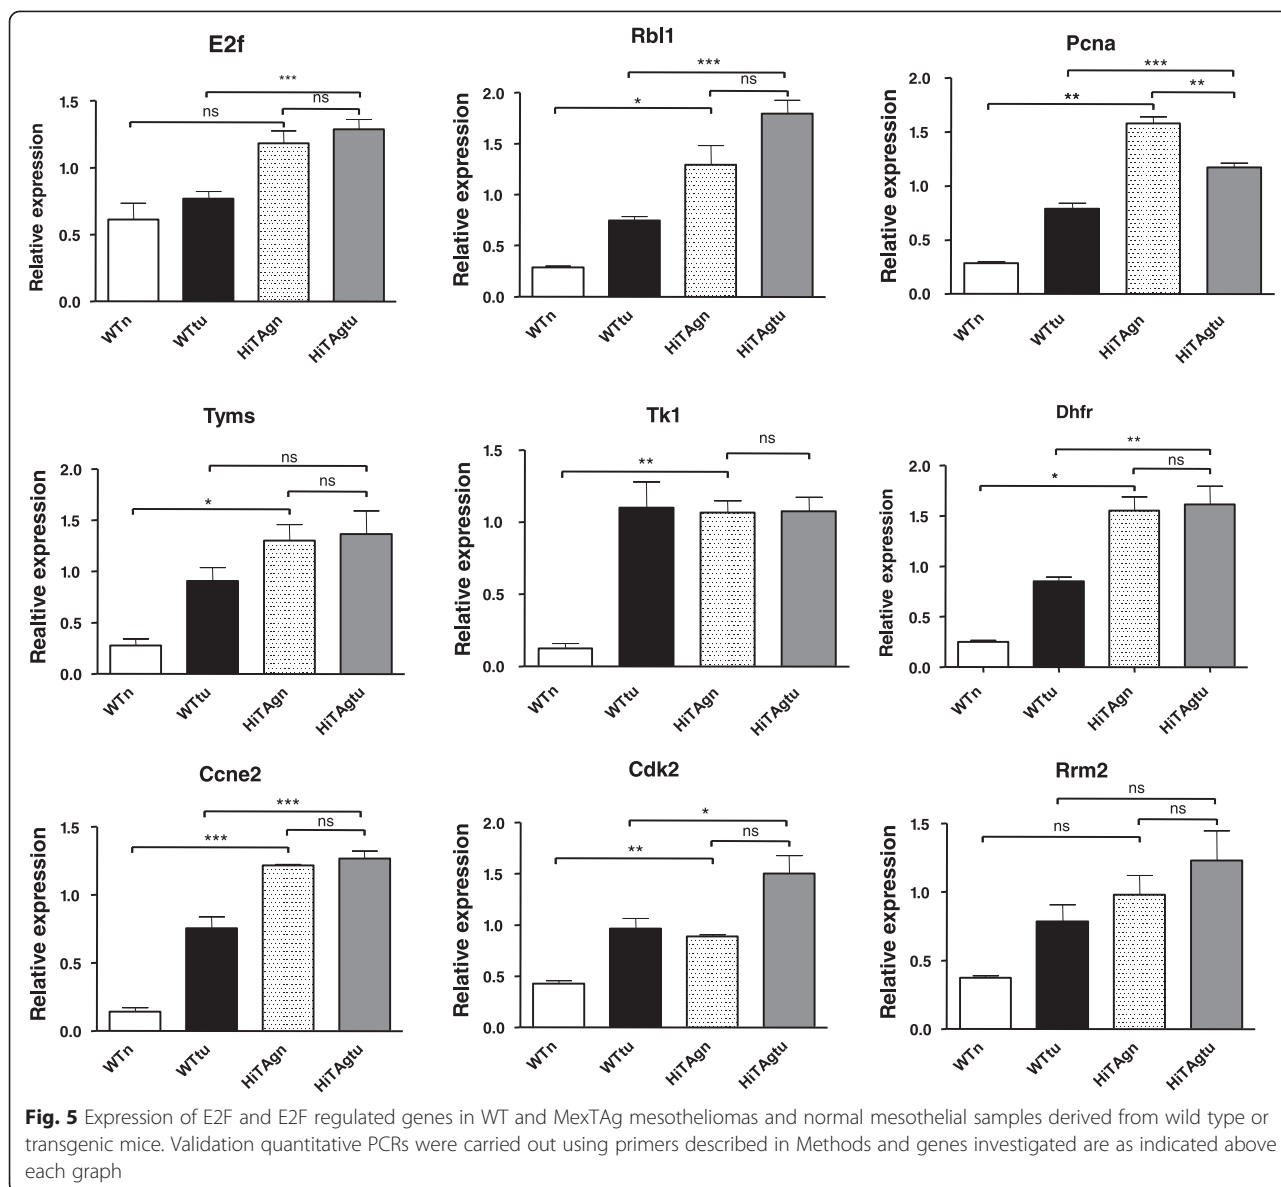 E2f
***
ns
ns
Relative expression
1.5
1.0
0.5
0.0
WTn
WTtu
HiTAgn
HiTAgtu
Rbl1
***
ns
*
Relative expression
2.0
1.5
1.0
0.5
0.0
WTn
WTtu
HiTAgn
HiTAgtu
Pcna
***
**
**
Relative expression
2.0
1.5
1.0
0.5
0.0
WTn
WTtu
HiTAgn
HiTAgtu
Tyms
ns
ns
*
Realtive expression
2.0
1.5
1.0
0.5
0.0
WTn
WTtu
HiTAgn
HiTAgtu
Tk1
ns
**
Relative expression
1.5
1.0
0.5
0.0
WTn
WTtu
HiTAgn
HiTAgtu
Dhfr
**
ns
*
Relative expression
2.0
1.5
1.0
0.5
0.0
WTn
WTtu
HiTAgn
HiTAgtu
Ccne2
***
ns
***
Relative expression
1.5
1.0
0.5
0.0
WTn
WTtu
HiTAgn
HiTAgtu
Cdk2
*
ns
**
Relative expression
2.0
1.5
1.0
0.5
0.0
WTn
WTtu
HiTAgn
HiTAgtu
Rrm2
ns
ns
ns
Relative expression
1.5
1.0
0.5
0.0
WTn
WTtu
HiTAgn
HiTAgtu
Fig. 5 Expression of E2F and E2F regulated genes in WT and MexTAg mesotheliomas and normal mesothelial samples derived from wild type or
transgenic mice. Validation quantitative PCRs were carried out using primers described in Methods and genes investigated are as indicated above
each graph